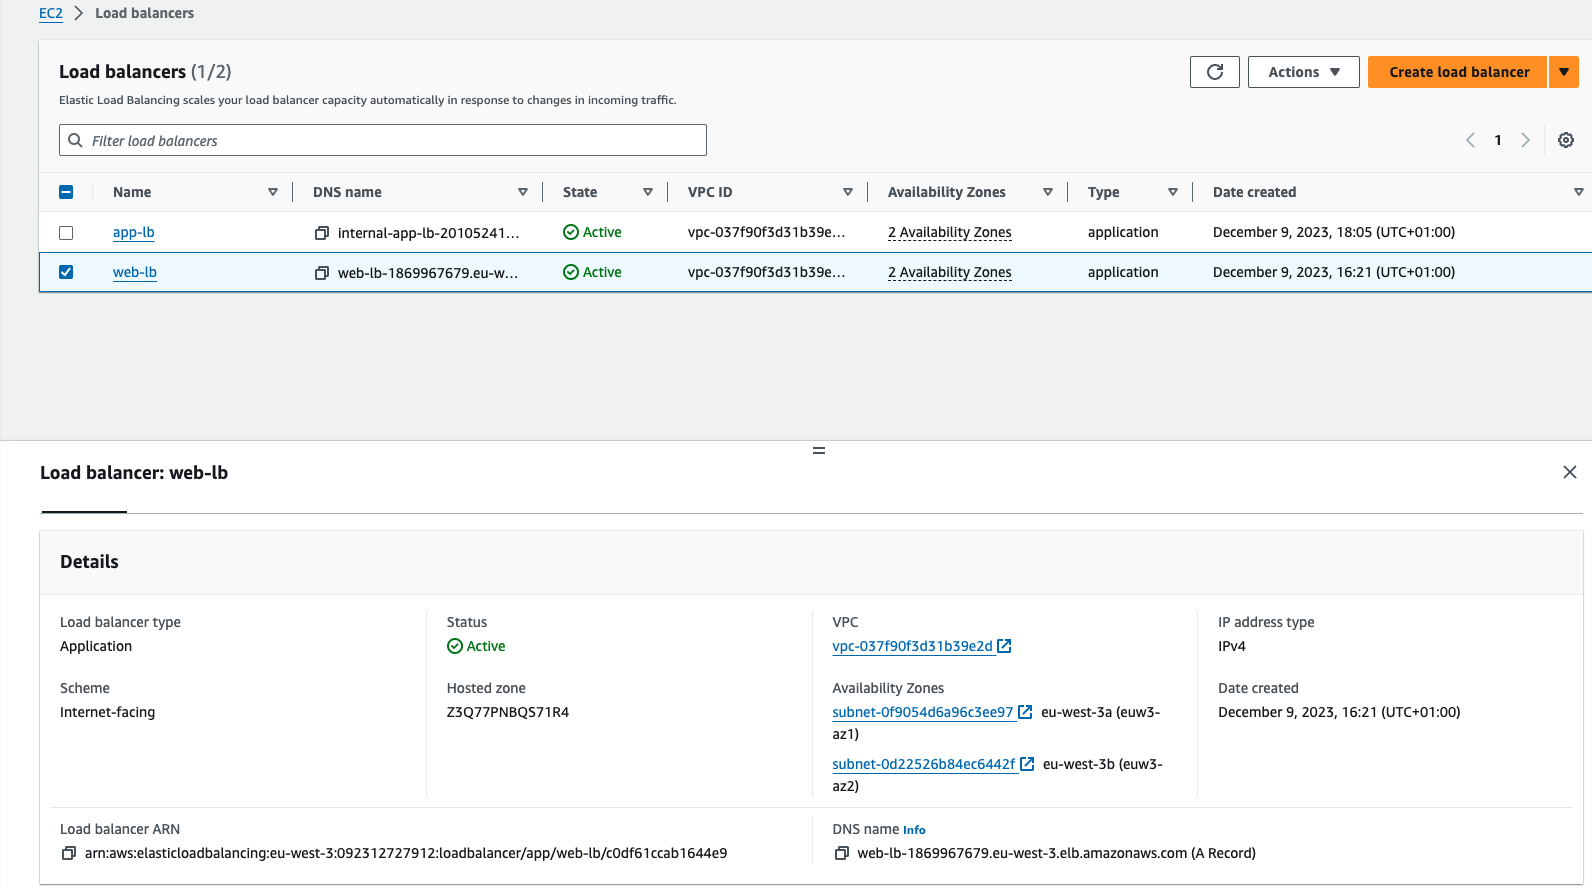 EC2 > Load balancers
Load balancers (1/2)
Actions
Create load balancer
Elastic Load Balancing scales your load balancer capacity automatically in response to changes in incoming traffic.
Filter load balancers
1
Name DNS name State VPC ID Availability Zones Type Date created
app-lb internal-app-lb-20105241... Active vpc-037f90f3d31b39e... 2 Availability Zones application December 9, 2023, 18:05 (UTC+01:00)
web-lb web-lb-1869967679.eu-w... Active vpc-037f90f3d31b39e... 2 Availability Zones application December 9, 2023, 16:21 (UTC+01:00)
Load balancer: web-lb
Details
Load balancer type
Application
Scheme
Internet-facing
Status
Active
Hosted zone
Z3Q77PNBQS71R4
VPC
vpc-037f90f3d31b39e2d
Availability Zones
subnet-0f9054d6a96c3ee97 eu-west-3a (euw3-
az1)
subnet-0d22526b84ec6442f eu-west-3b (euw3-
az2)
IP address type
IPv4
Date created
December 9, 2023, 16:21 (UTC+01:00)
Load balancer ARN
arn:aws:elasticloadbalancing:eu-west-3:092312727912:loadbalancer/app/web-lb/c0df61ccab1644e9
DNS name Info
web-lb-1869967679.eu-west-3.elb.amazonaws.com (A Record)